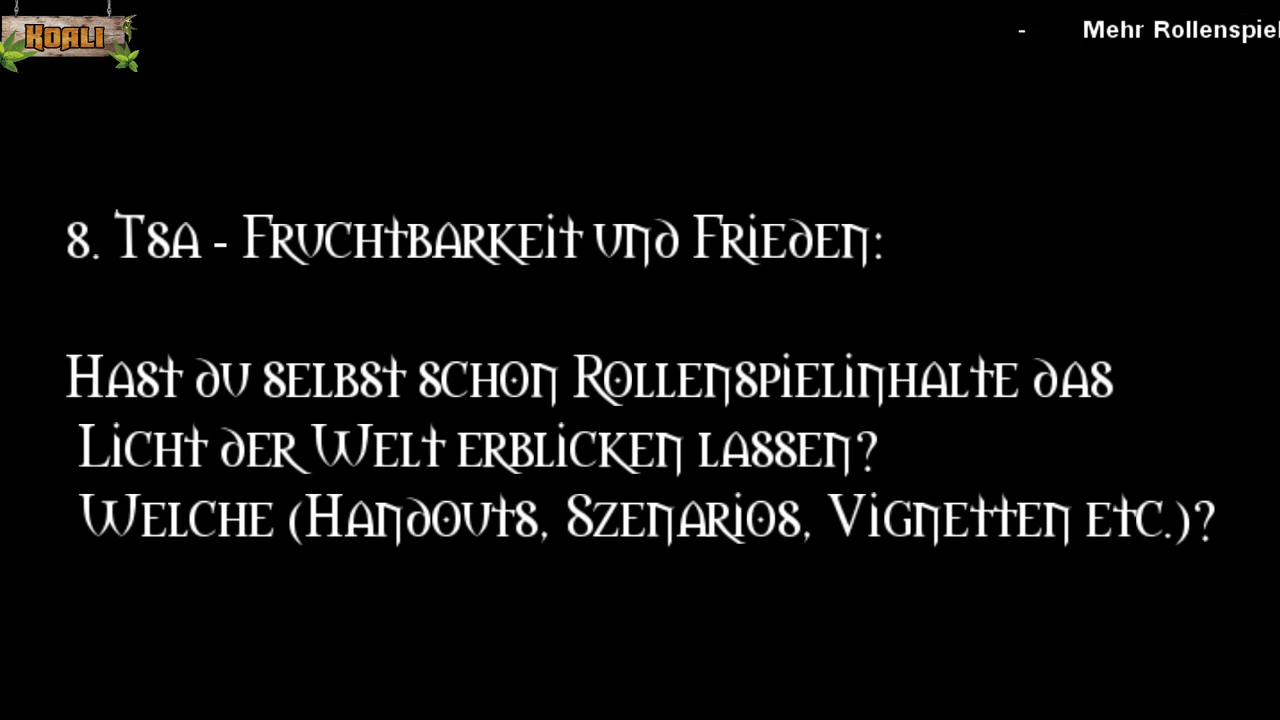 KOALI
- Mehr Rollenspiel
8. Tsa - Fruchtbarkeit und Frieden:
Hast du selbst schon Rollenspielinhalte das
Licht der Welt erblicken lassen?
Welche (Handouts, Szenarios, Vignetten etc.)?